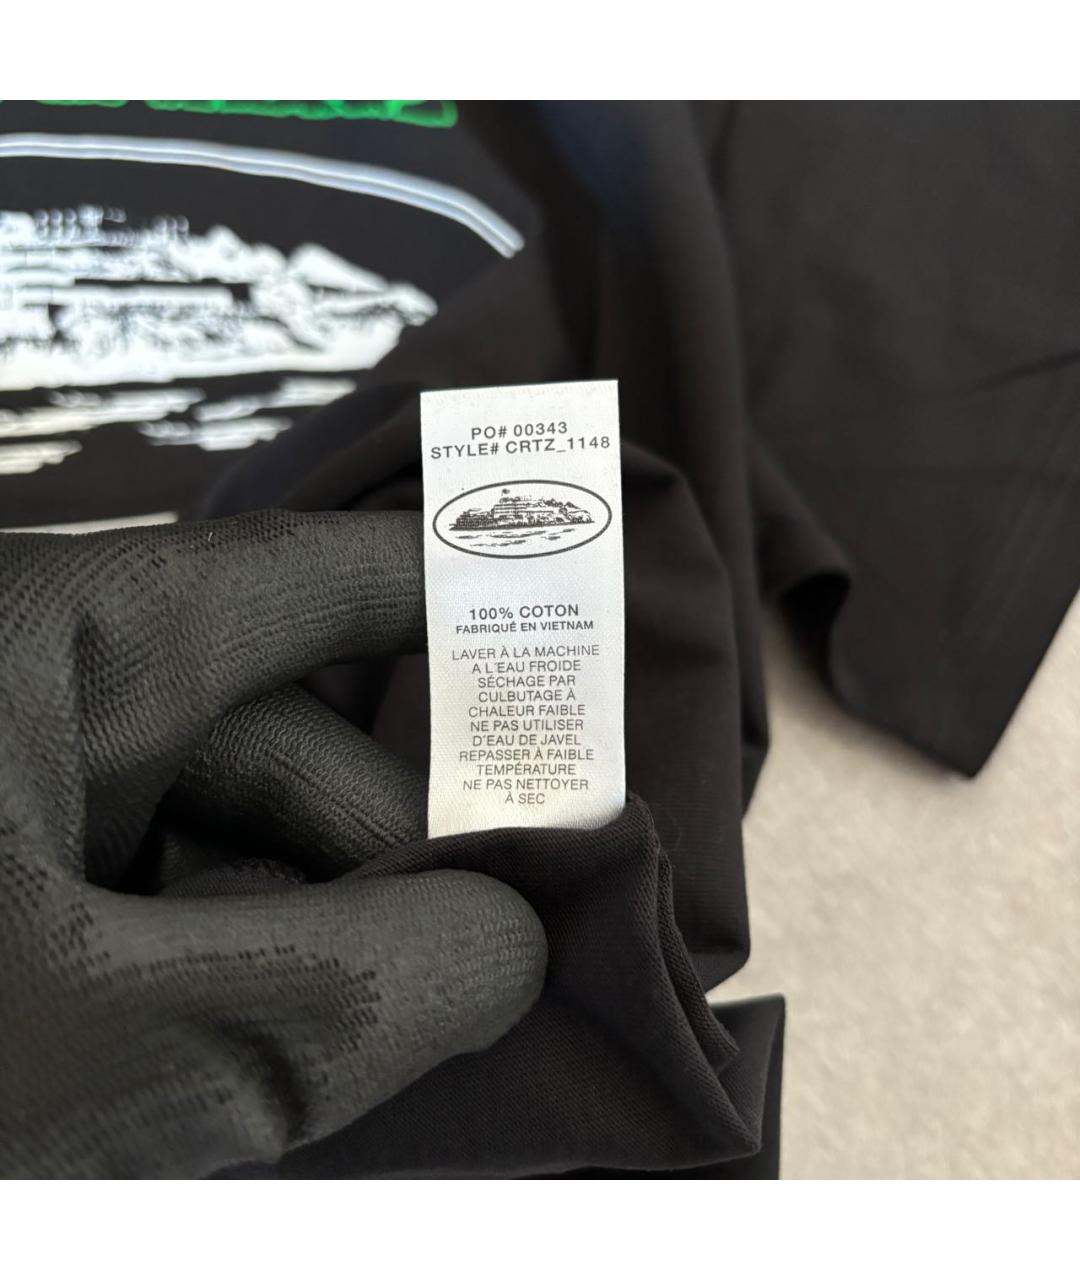 PO# 00343
STYLE# CRTZ_1148
100% COTON
FABRIQUÉ EN VIETNAM
LAVER À LA MACHINE
A L'EAU FROIDE
SÉCHAGE PAR
CULBUTAGE À
CHALEUR FAIBLE
NE PAS UTILISER
D'EAU DE JAVEL
REPASSER À FAIBLE
TEMPÉRATURE
NE PAS NETTOYER
À SEC